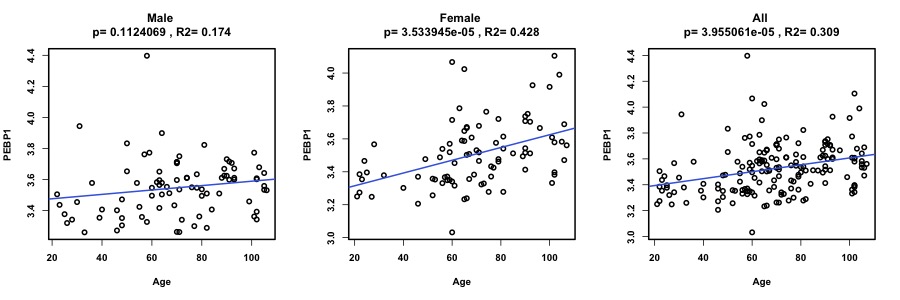 Male
p= 0.1124069 , R2= 0.174
PEBP1
4.4
4.2
4.0
3.8
3.6
3.4
20 40 60 80 100
Age
Female
p= 3.533945e-05 , R2= 0.428
PEBP1
4.0
3.8
3.6
3.4
3.2
3.0
20 40 60 80 100
Age
All
p= 3.955061e-05 , R2= 0.309
PEBP1
4.4
4.2
4.0
3.8
3.6
3.4
3.2
3.0
20 40 60 80 100
Age